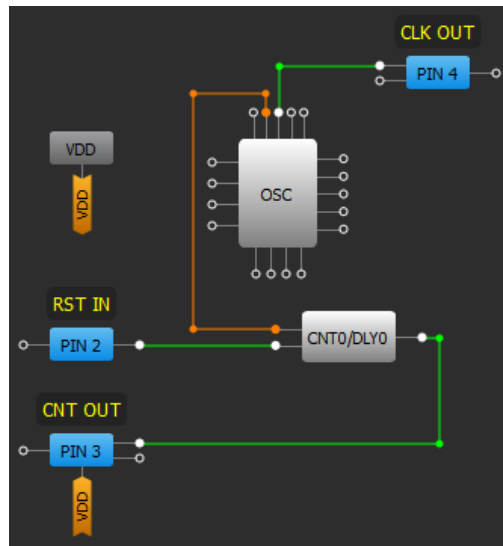 CLK OUT
PIN 4
VDD
OSC
VDD
RST IN
PIN 2
CNT0/DLY0
CNT OUT
PIN 3
VDD